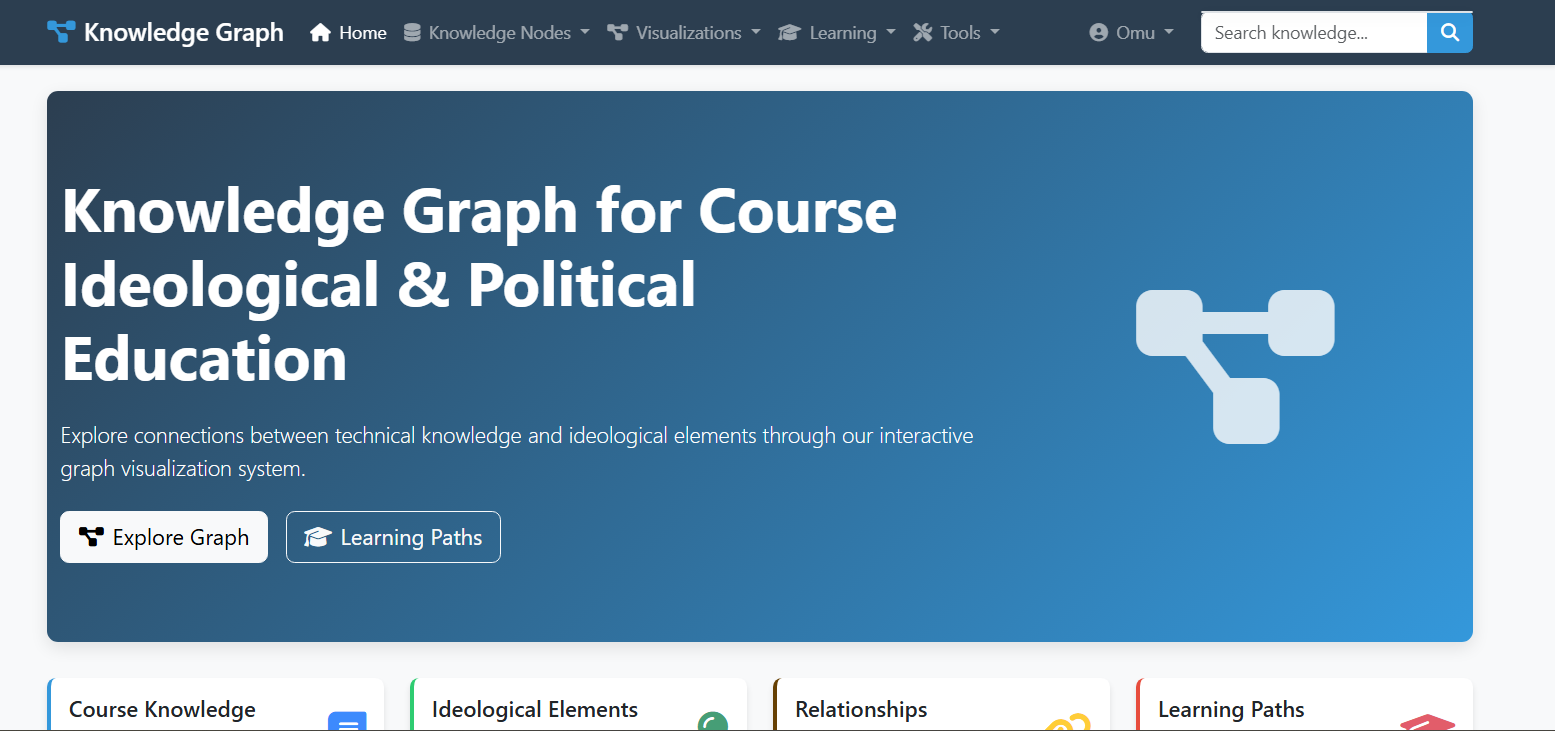 Knowledge Graph Home Knowledge Nodes Visualizations Learning Tools Omu Search knowledge...
Knowledge Graph for Course
Ideological & Political
Education
Explore connections between technical knowledge and ideological elements through our interactive
graph visualization system.
Explore Graph Learning Paths
Course Knowledge Ideological Elements Relationships Learning Paths